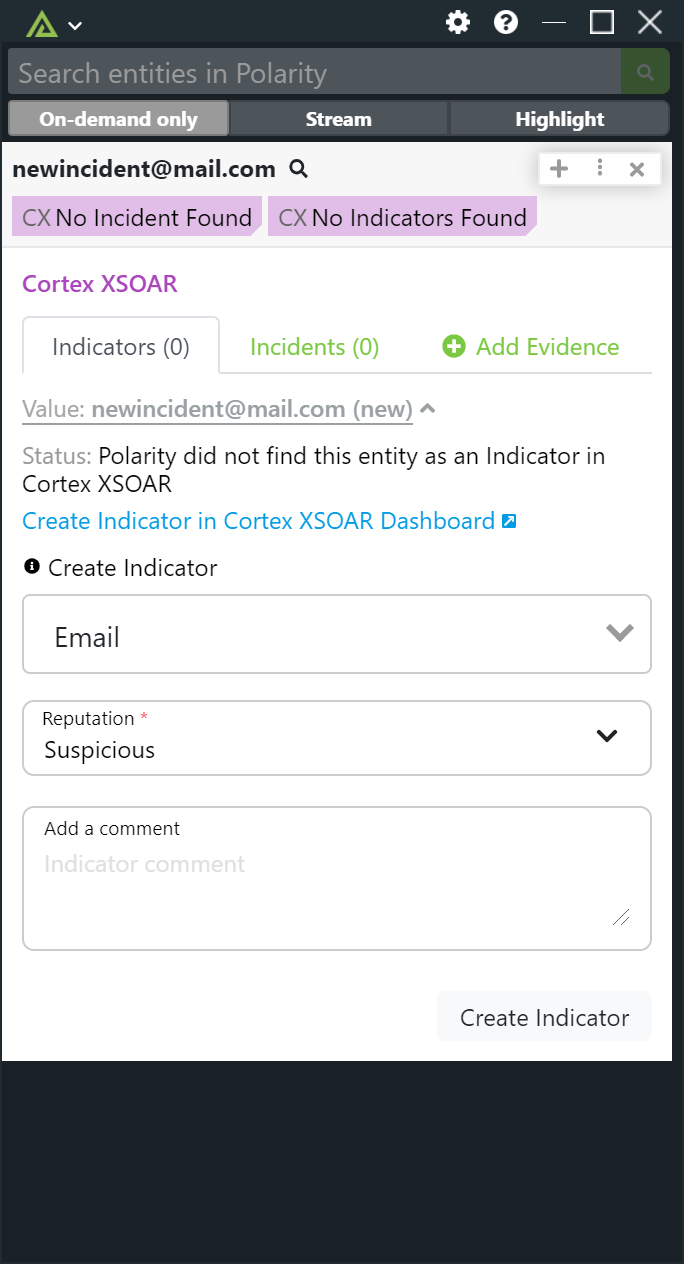 Search entities in Polarity
On-demand only Stream Highlight
newincident@mail.com
CX No Incident Found CX No Indicators Found
Cortex XSOAR
Indicators (0) Incidents (0) Add Evidence
Value: newincident@mail.com (new)
Status: Polarity did not find this entity as an Indicator in
Cortex XSOAR
Create Indicator in Cortex XSOAR Dashboard
Create Indicator
Email
Reputation *
Suspicious
Add a comment
Indicator comment
Create Indicator